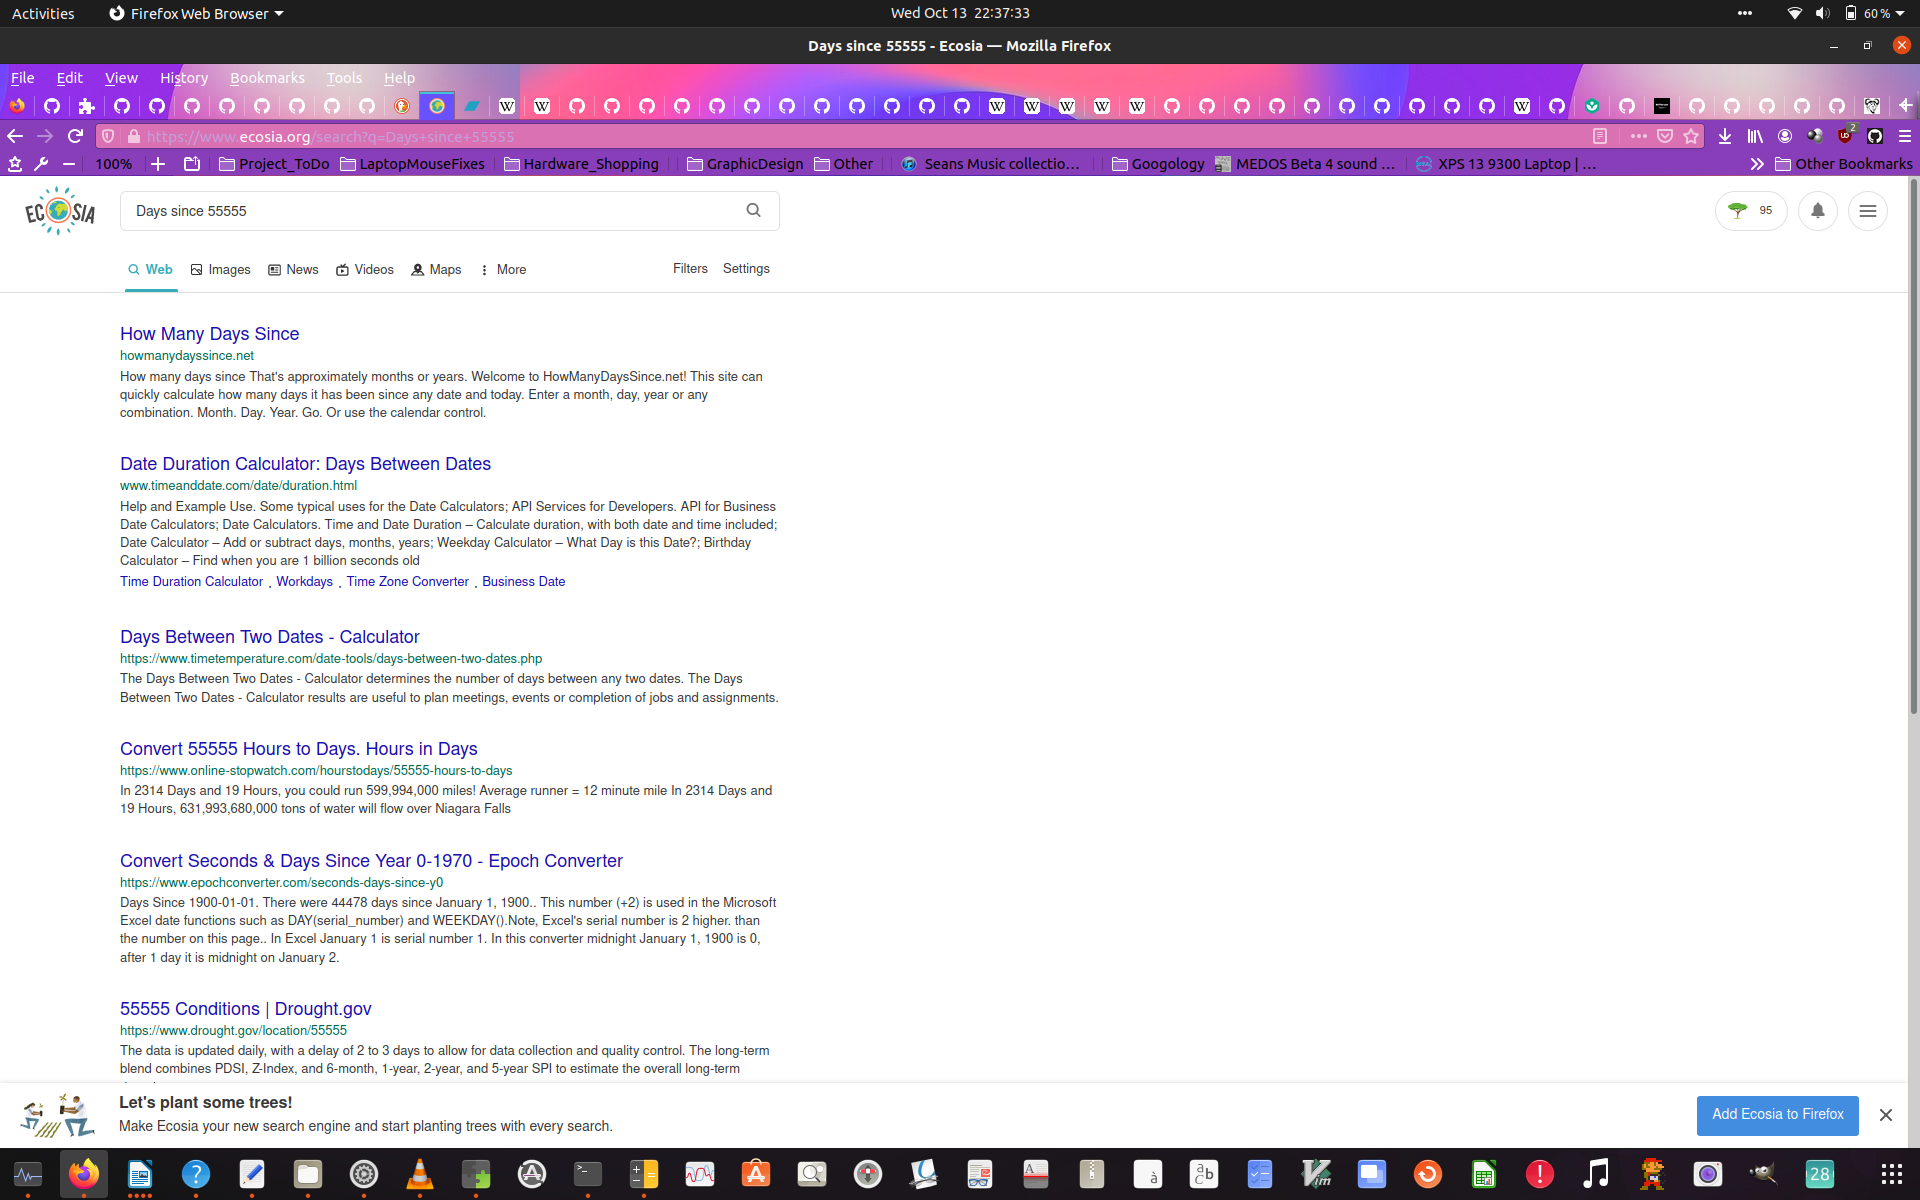 Activities Firefox Web Browser Wed Oct 13 22:37:33 60 %
Days since 55555 - Ecosia — Mozilla Firefox
File Edit View History Bookmarks Tools Help
https://www.ecosia.org/search?q=Days+since+55555 2
100% Project_ToDo LaptopMouseFixes Hardware_Shopping GraphicDesign Other Seans Music collectio… Googology MEDOS Beta 4 sound … XPS 13 9300 Laptop | … Other Bookmarks
ECOSIA Days since 55555 95
Web Images News Videos Maps More Filters Settings
How Many Days Since
howmanydayssince.net
How many days since That's approximately months or years. Welcome to HowManyDaysSince.net! This site can
quickly calculate how many days it has been since any date and today. Enter a month, day, year or any
combination. Month. Day. Year. Go. Or use the calendar control.
Date Duration Calculator: Days Between Dates
www.timeanddate.com/date/duration.html
Help and Example Use. Some typical uses for the Date Calculators; API Services for Developers. API for Business
Date Calculators; Date Calculators. Time and Date Duration – Calculate duration, with both date and time included;
Date Calculator – Add or subtract days, months, years; Weekday Calculator – What Day is this Date?; Birthday
Calculator – Find when you are 1 billion seconds old
Time Duration Calculator . Workdays . Time Zone Converter . Business Date
Days Between Two Dates - Calculator
https://www.timetemperature.com/date-tools/days-between-two-dates.php
The Days Between Two Dates - Calculator determines the number of days between any two dates. The Days
Between Two Dates - Calculator results are useful to plan meetings, events or completion of jobs and assignments.
Convert 55555 Hours to Days. Hours in Days
https://www.online-stopwatch.com/hourstodays/55555-hours-to-days
In 2314 Days and 19 Hours, you could run 599,994,000 miles! Average runner = 12 minute mile In 2314 Days and
19 Hours, 631,993,680,000 tons of water will flow over Niagara Falls
Convert Seconds & Days Since Year 0-1970 - Epoch Converter
https://www.epochconverter.com/seconds-days-since-y0
Days Since 1900-01-01. There were 44478 days since January 1, 1900.. This number (+2) is used in the Microsoft
Excel date functions such as DAY(serial_number) and WEEKDAY().Note, Excel's serial number is 2 higher. than
the number on this page.. In Excel January 1 is serial number 1. In this converter midnight January 1, 1900 is 0,
after 1 day it is midnight on January 2.
55555 Conditions | Drought.gov
https://www.drought.gov/location/55555
The data is updated daily, with a delay of 2 to 3 days to allow for data collection and quality control. The long-term
blend combines PDSI, Z-Index, and 6-month, 1-year, 2-year, and 5-year SPI to estimate the overall long-term
Let's plant some trees!
Make Ecosia your new search engine and start planting trees with every search.
Add Ecosia to Firefox
28